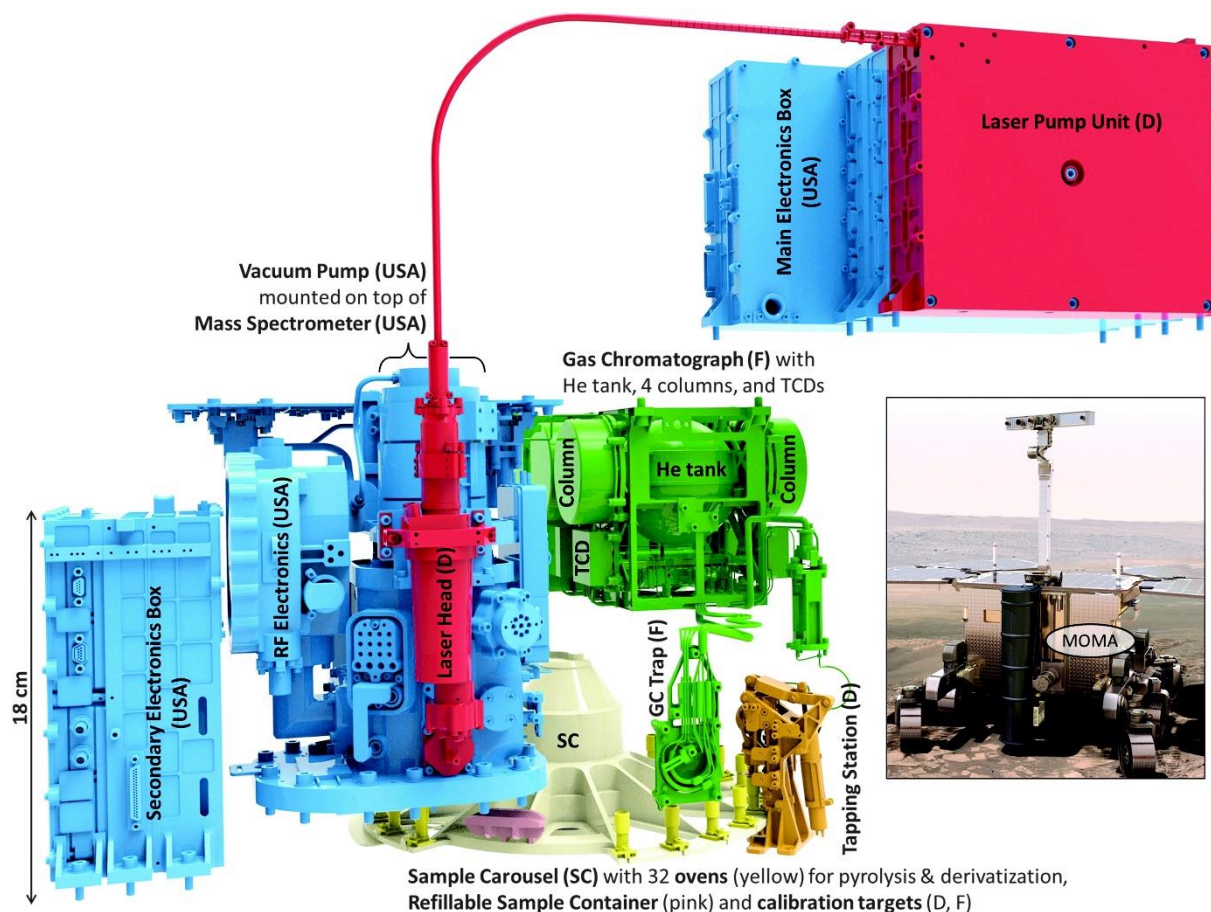 Laser Pump Unit (D)
Main Electronics Box
(USA)
Vacuum Pump (USA)
mounted on top of
Mass Spectrometer (USA)
Gas Chromatograph (F) with
He tank, 4 columns, and TCDs
Column
He tank
Column
TCD
RF Electronics (USA)
Laser Head (D)
18 cm
Secondary Electronics Box
(USA)
GC Trap (F)
SC
Tapping Station (D)
MOMA
Sample Carousel (SC) with 32 ovens (yellow) for pyrolysis & derivatization,
Refillable Sample Container (pink) and calibration targets (D, F)